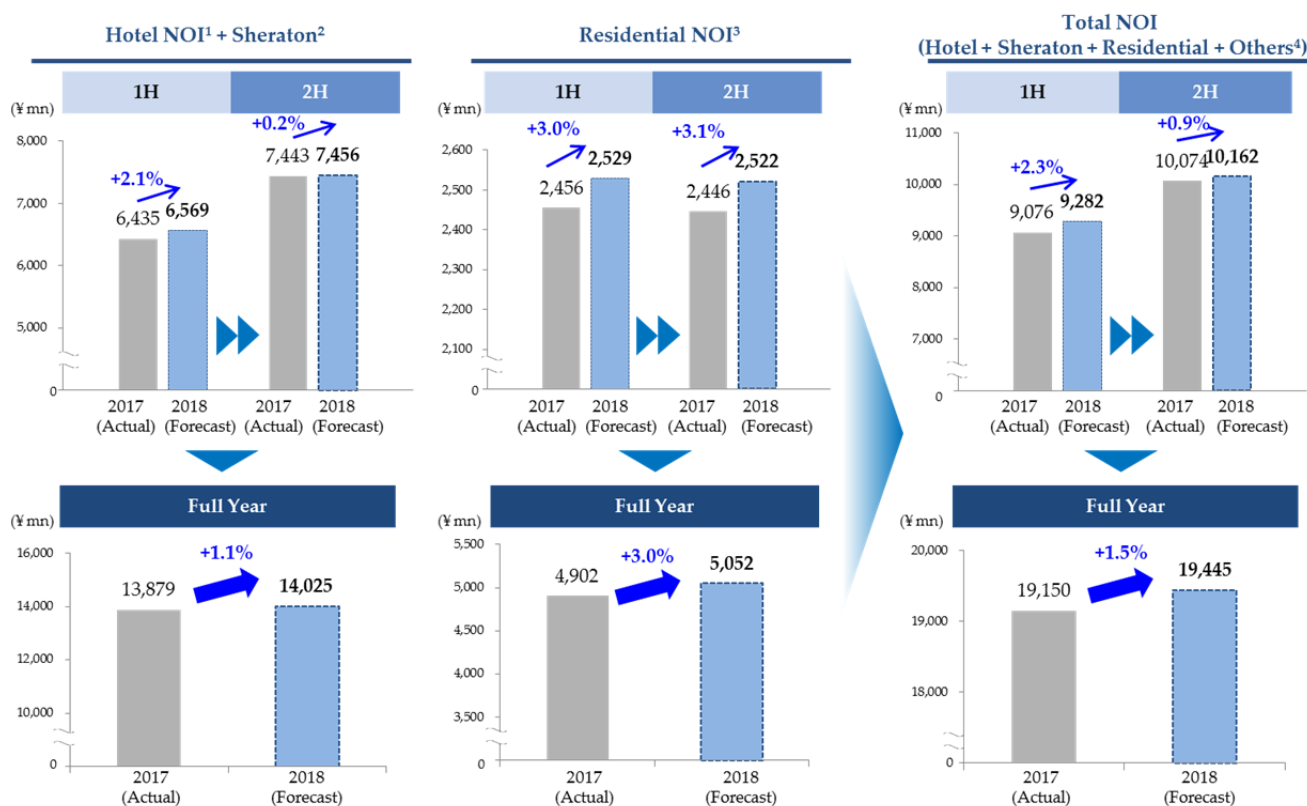 Hotel NOI¹ + Sheraton²
1H
2H
(¥ mn)
8,000
7,000
6,000
5,000
0
+2.1%
+0.2%
6,435
6,569
7,443
7,456
2017
(Actual)
2018
(Forecast)
2017
(Actual)
2018
(Forecast)
Full Year
(¥ mn)
16,000
14,000
12,000
10,000
0
+1.1%
13,879
14,025
2017
(Actual)
2018
(Forecast)
Residential NOI³
1H
2H
(¥ mn)
2,600
2,500
2,400
2,300
2,200
2,100
0
+3.0%
+3.1%
2,456
2,529
2,446
2,522
2017
(Actual)
2018
(Forecast)
2017
(Actual)
2018
(Forecast)
Full Year
(¥ mn)
5,500
5,000
4,500
4,000
3,500
0
+3.0%
4,902
5,052
2017
(Actual)
2018
(Forecast)
Total NOI
(Hotel + Sheraton + Residential + Others⁴)
1H
2H
(¥ mn)
11,000
10,000
9,000
8,000
7,000
0
+2.3%
+0.9%
9,076
9,282
10,074
10,162
2017
(Actual)
2018
(Forecast)
2017
(Actual)
2018
(Forecast)
Full Year
(¥ mn)
20,000
19,000
18,000
0
+1.5%
19,150
19,445
2017
(Actual)
2018
(Forecast)